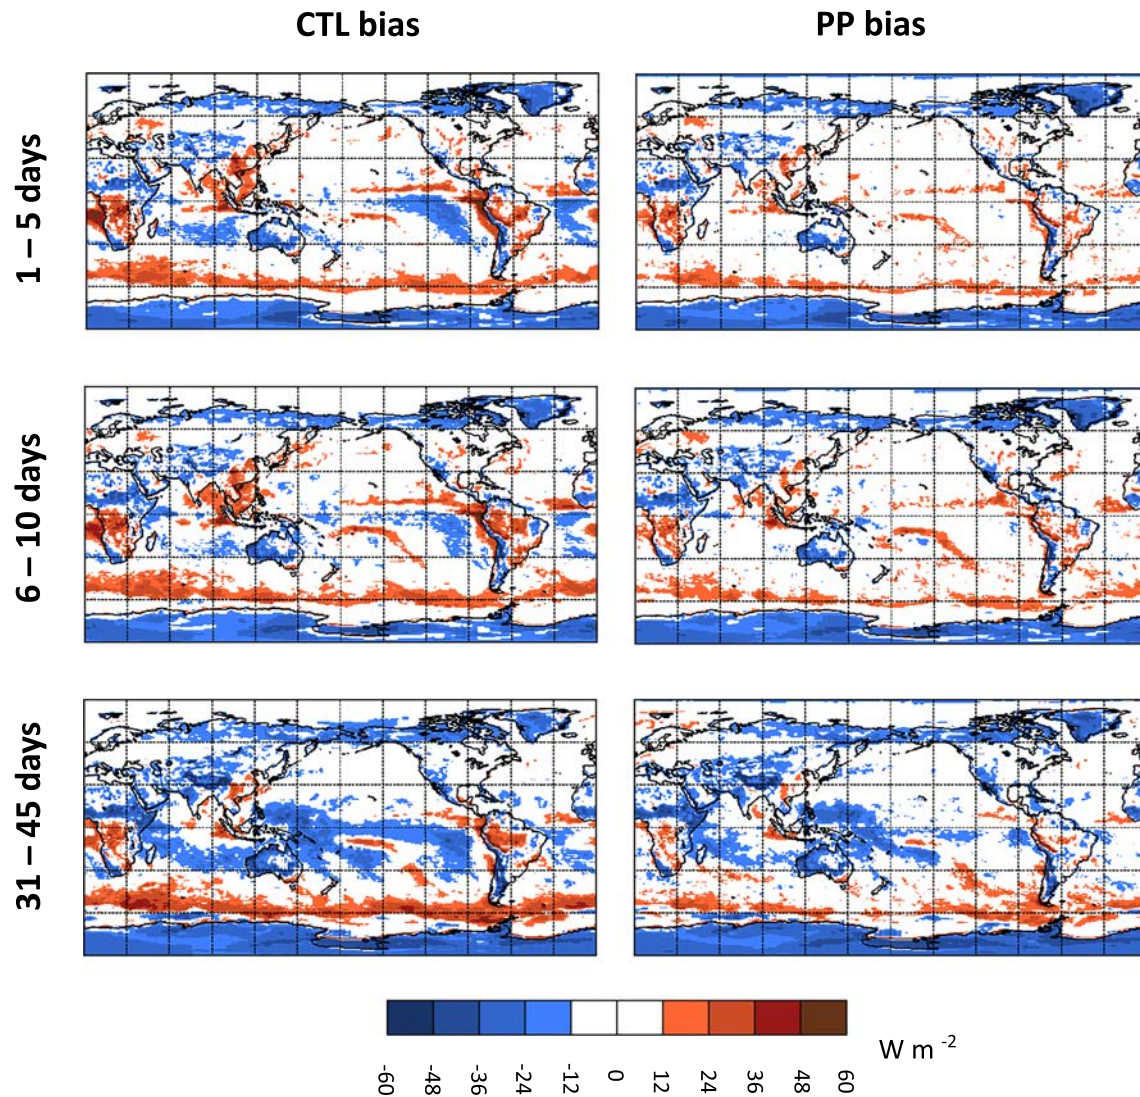 CTL bias
PP bias
1 – 5 days
6 – 10 days
31 – 45 days
-60 -48 -36 -24 -12 0 12 24 36 48 60
W m -2